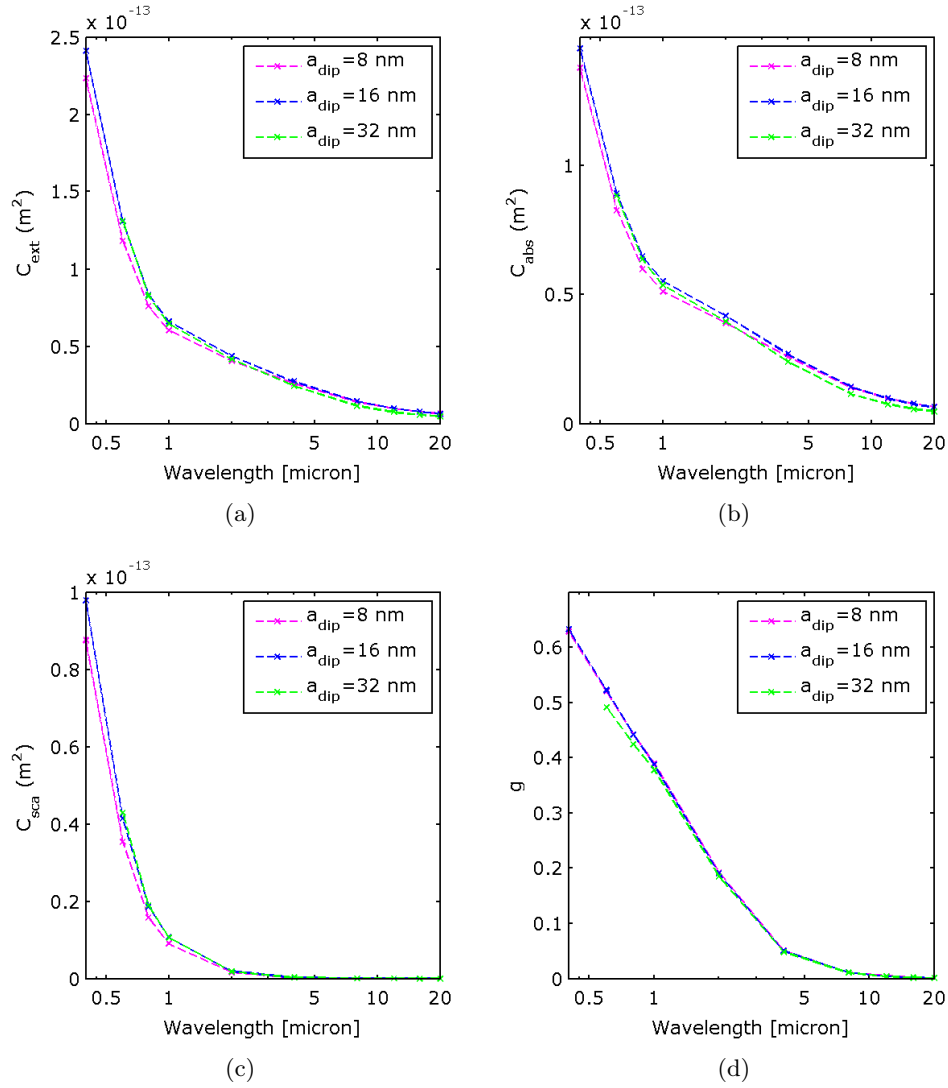 x 10^-13
2.5
2
1.5
1
0.5
0
C_ext (m²)
a_dip=8 nm
a_dip=16 nm
a_dip=32 nm
0.5 1 5 10 20
Wavelength [micron]
(a)
x 10^-13
1
0.5
0
C_abs (m²)
a_dip=8 nm
a_dip=16 nm
a_dip=32 nm
0.5 1 5 10 20
Wavelength [micron]
(b)
x 10^-13
1
0.8
0.6
0.4
0.2
0
C_sca (m²)
a_dip=8 nm
a_dip=16 nm
a_dip=32 nm
0.5 1 5 10 20
Wavelength [micron]
(c)
0.6
0.5
0.4
0.3
0.2
0.1
0
g
a_dip=8 nm
a_dip=16 nm
a_dip=32 nm
0.5 1 5 10 20
Wavelength [micron]
(d)